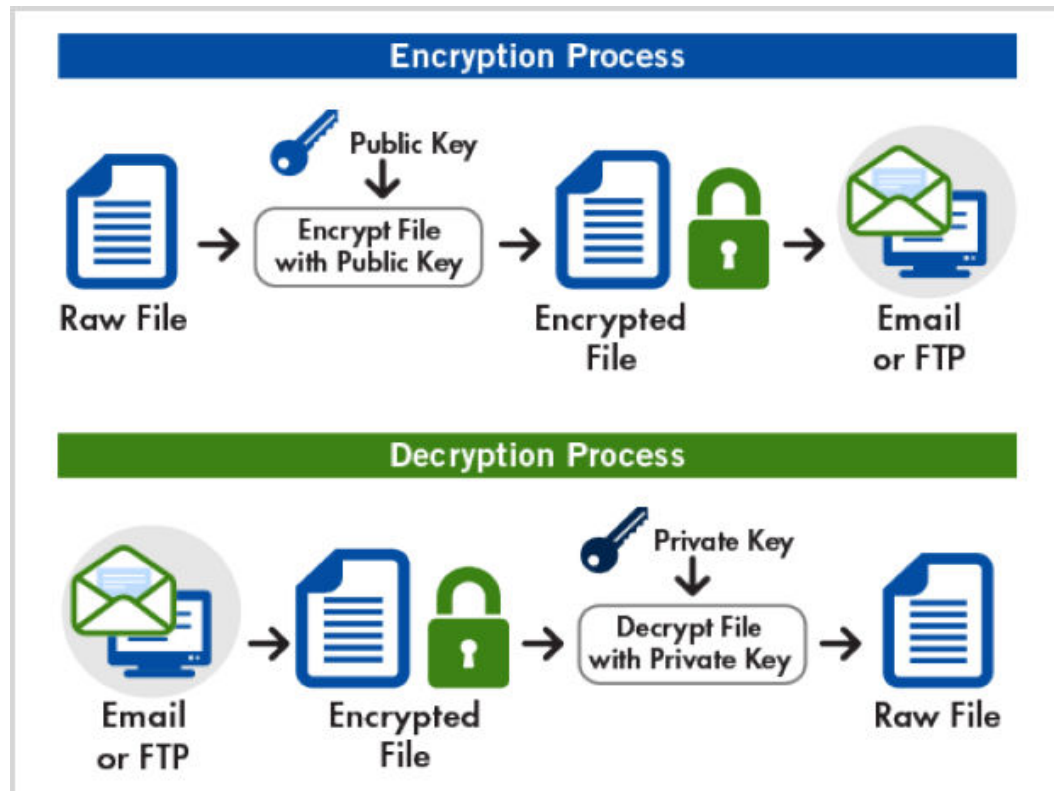 Encryption Process
Public Key
Encrypt File
with Public Key
Raw File
Encrypted
File
Email
or FTP
Decryption Process
Private Key
Decrypt File
with Private Key
Email
or FTP
Encrypted
File
Raw File